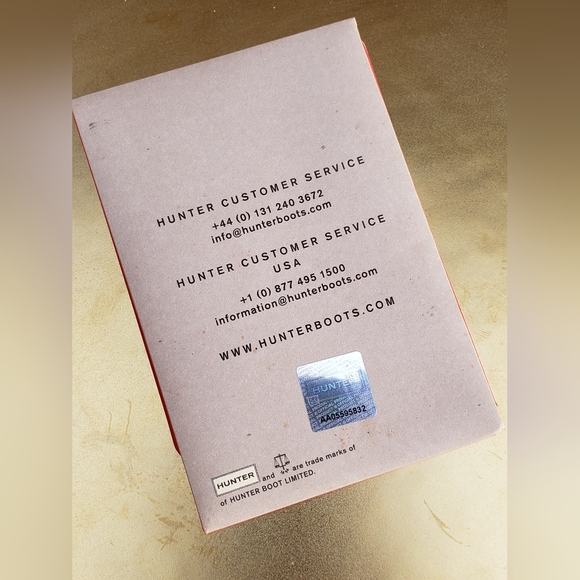 HUNTER CUSTOMER SERVICE
+44 (0) 131 240 3672
info@hunterboots.com
HUNTER CUSTOMER SERVICE
USA
+1 (0) 877 495 1500
information@hunterboots.com
WWW.HUNTERBOOTS.COM
HUNTER
AA05595832
HUNTER and are trade marks of
of HUNTER BOOT LIMITED.